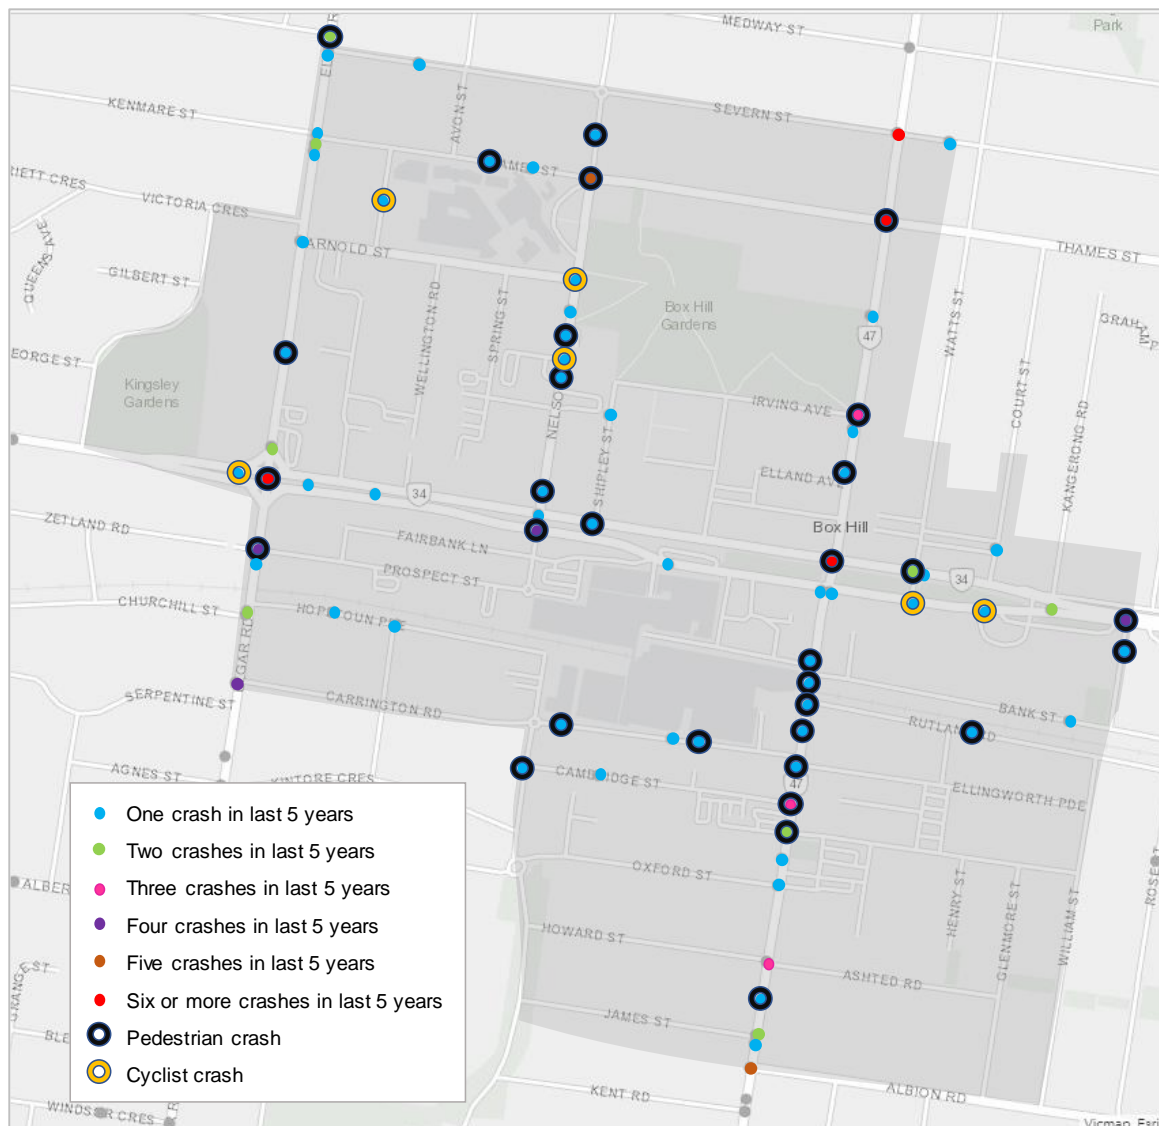 MEDWAY ST
Park
KENMARE ST
AVON ST
SEVERN ST
VICTORIA CRES
ARNOLD ST
THAMES ST
QUEENS AVE
GILBERT ST
WELLINGTON RD
SPRING ST
Box Hill
Gardens
47
WATTS ST
COURT ST
KANGERONG RD
Kingsley
Gardens
IRVING AVE
SHIPLEY ST
ELLAND AVE
34
Box Hill
ZETLAND RD
FAIRBANK LN
PROSPECT ST
34
CHURCHILL ST
SERPENTINE ST
CARRINGTON RD
BANK ST
AGNES ST
KINTORE CRES
CAMBRIDGE ST
47
ELLINGWORTH PDE
One crash in last 5 years
Two crashes in last 5 years
Three crashes in last 5 years
Four crashes in last 5 years
Five crashes in last 5 years
Six or more crashes in last 5 years
Pedestrian crash
Cyclist crash
OXFORD ST
HENRY ST
GLENMORE ST
WILLIAM ST
HOWARD ST
ASHTED RD
JAMES ST
KENT RD
ALBION RD